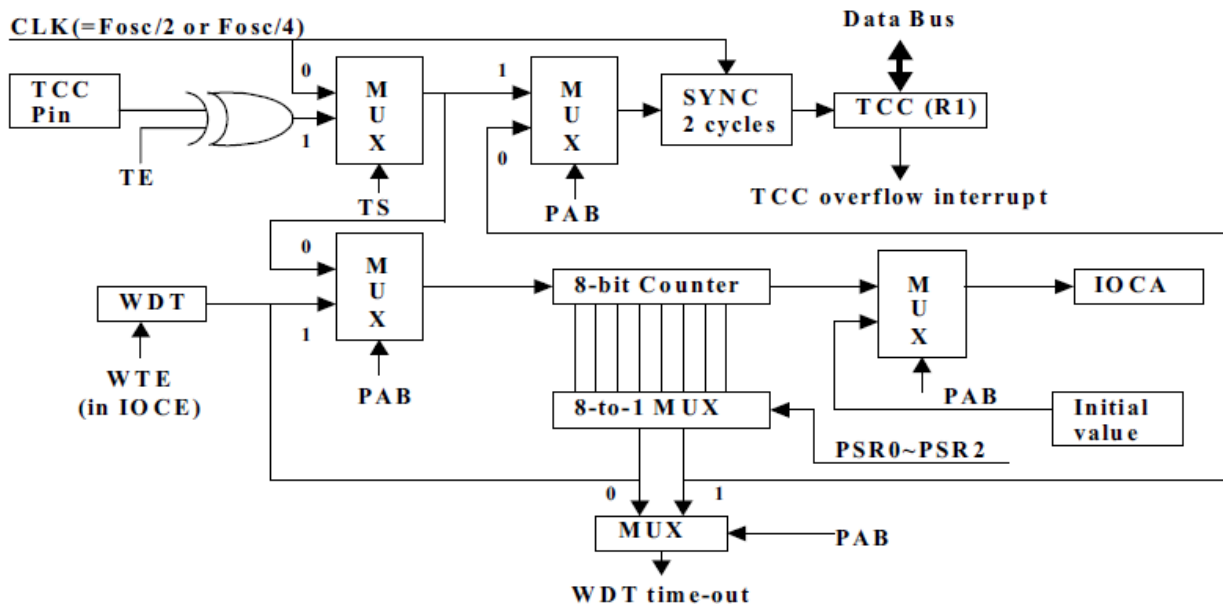 CLK(=Fosc/2 or Fosc/4)
Data Bus
0
TCC
Pin
M
U
X
1
1
M
U
X
0
SYNC
2 cycles
TCC (R1)
TE
TS
PAB
TCC overflow interrupt
0
M
U
X
1
WDT
8-bit Counter
M
U
X
IOCA
WTE
(in IOCE)
PAB
8-to-1 MUX
PAB
Initial
value
PSR0~PSR2
0
1
MUX
PAB
WDT time-out